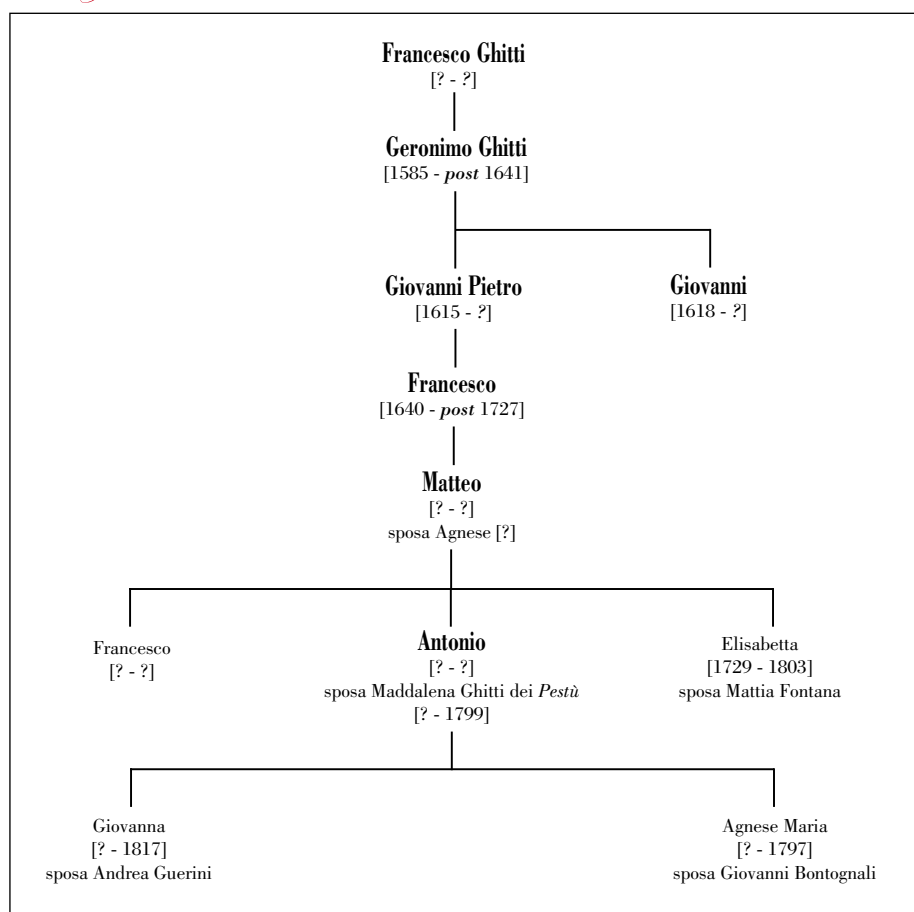 Francesco Ghitti
[? - ?]
Geronimo Ghitti
[1585 - post 1641]
Giovanni Pietro
[1615 - ?]
Giovanni
[1618 - ?]
Francesco
[1640 - post 1727]
Matteo
[? - ?]
sposa Agnese [?]
Francesco
[? - ?]
Antonio
[? - ?]
sposa Maddalena Ghitti dei Pestù
[? - 1799]
Elisabetta
[1729 - 1803]
sposa Mattia Fontana
Giovanna
[? - 1817]
sposa Andrea Guerini
Agnese Maria
[? - 1797]
sposa Giovanni Bontognali